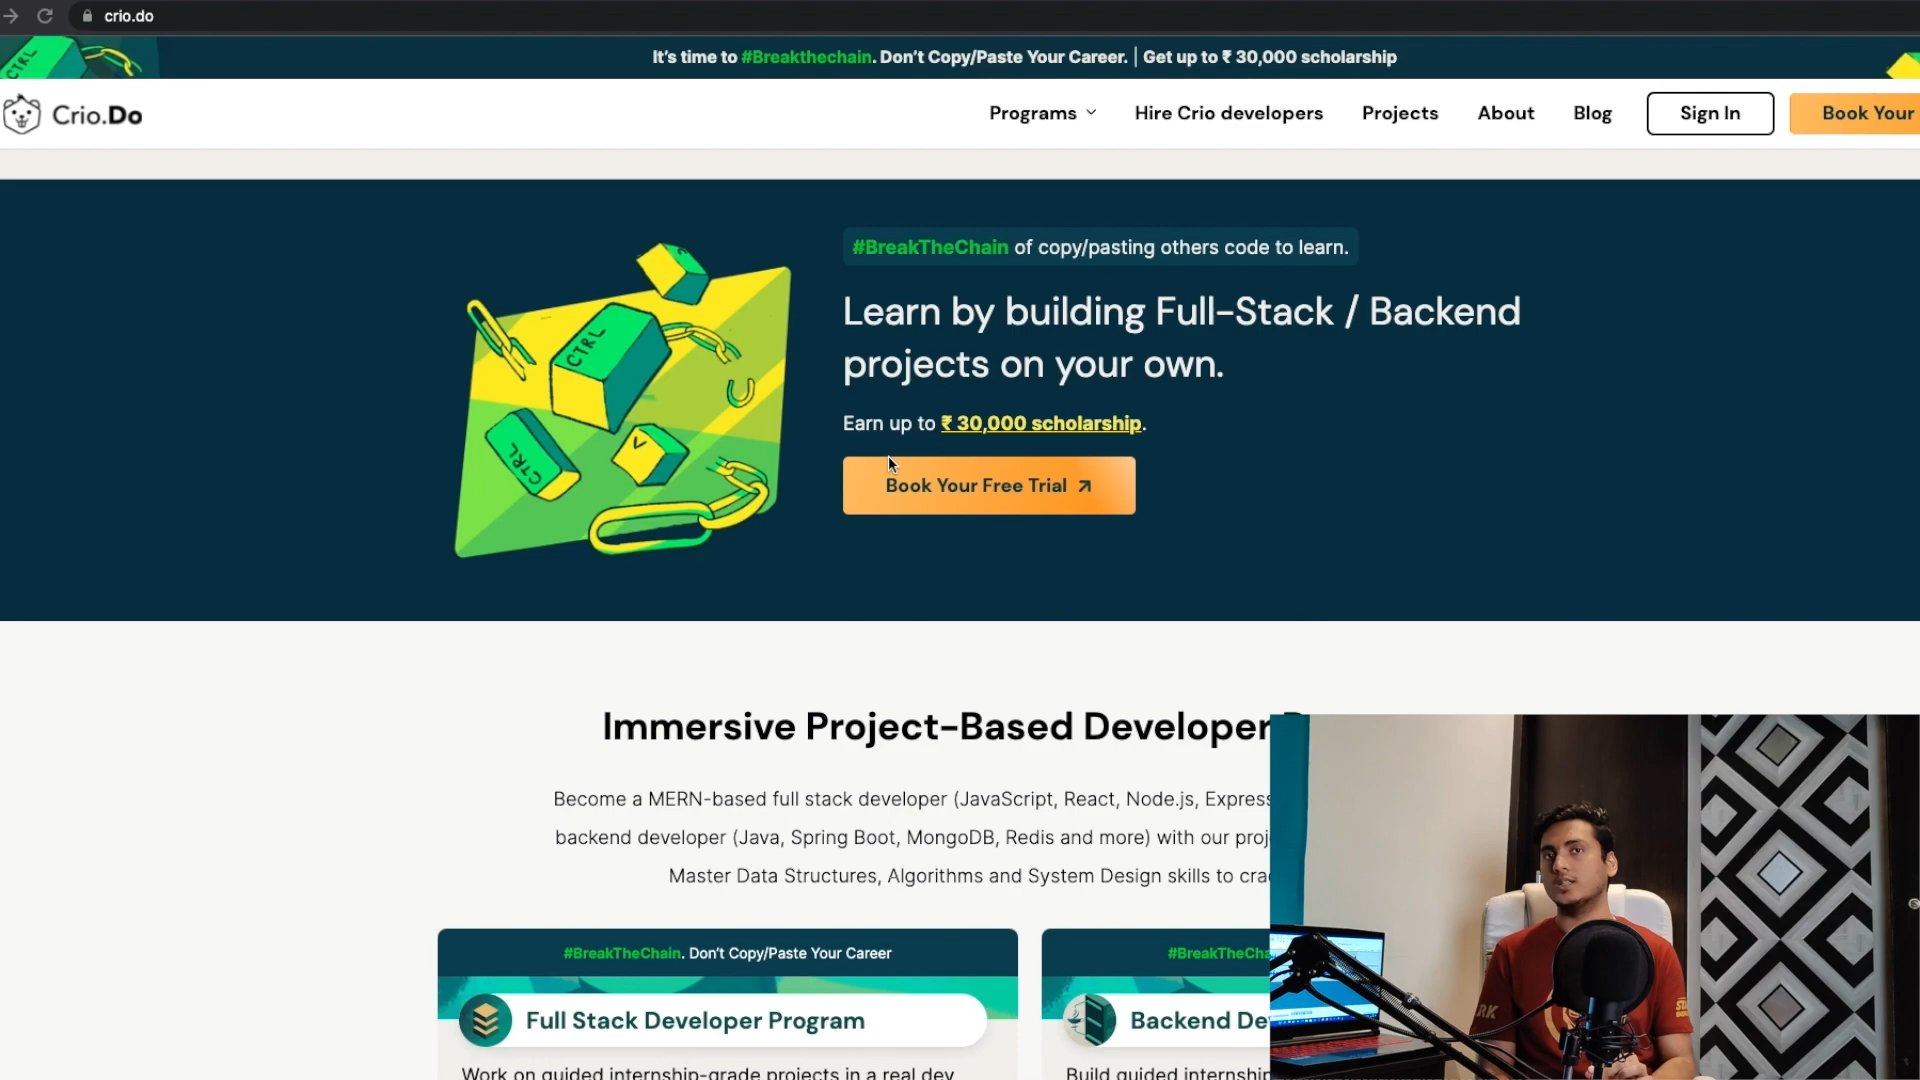 crio.do
It's time to #Breakthechain. Don't Copy/Paste Your Career. | Get up to ₹ 30,000 scholarship
CTRL
Crio.Do
Programs
Hire Crio developers
Projects
About
Blog
Sign In
Book Your
#BreakTheChain of copy/pasting others code to learn.
Learn by building Full-Stack / Backend
projects on your own.
Earn up to ₹ 30,000 scholarship.
Book Your Free Trial
CTRL
CTRL
V
Immersive Project-Based Developer
Become a MERN-based full stack developer (JavaScript, React, Node.js, Express
backend developer (Java, Spring Boot, MongoDB, Redis and more) with our
Master Data Structures, Algorithms and System Design skills to
#BreakTheChain. Don't Copy/Paste Your Career
Full Stack Developer Program
Work on guided internship-grade projects in a real dev
Build guided